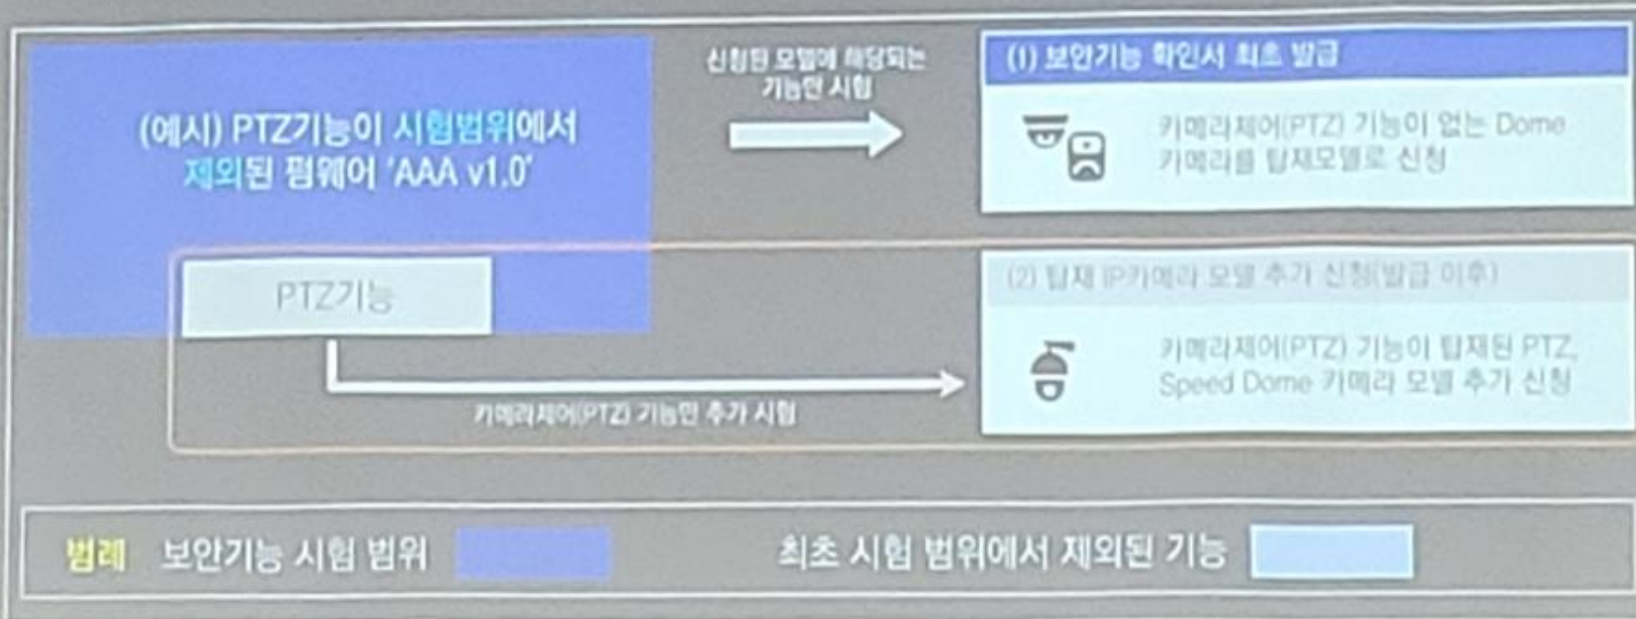 (예시) PTZ기능이 시험범위에서
제외된 펌웨어 'AAA v1.0'
신청된 모델에 해당되는
기능만 시험
(1) 보안기능 확인서 최초 발급
카메라제어(PTZ) 기능이 없는 Dome
카메라를 탑재모델로 신청
PTZ기능
(2) 탑재 IP카메라 모델 추가 신청(발급 이후)
카메라제어(PTZ) 기능이 탑재된 PTZ,
Speed Dome 카메라 모델 추가 신청
카메라제어(PTZ) 기능만 추가 시험
범례 보안기능 시험 범위
최초 시험 범위에서 제외된 기능